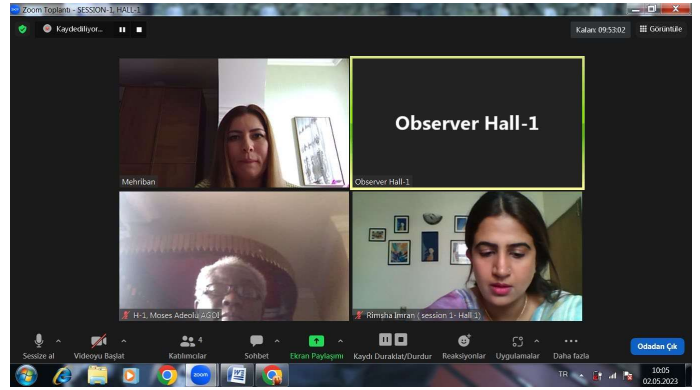 Zoom Toplantı - SESSION-1, HALL-1
Kaydediliyor...
Kalan: 09:53:02
Görüntüle
Mehriban
Observer Hall-1
Observer Hall-1
H-1, Moses Adeolu AGOI
Rimsha Imran ( session 1- Hall 1)
4
Sessize al
Videoyu Başlat
Katılımcılar
Sohbet
Ekran Paylaşımı
Kaydı Duraklat/Durdur
Reaksiyonlar
Uygulamalar
Daha fazla
Odadan Çık
zoom
TR
10:05
02.05.2023